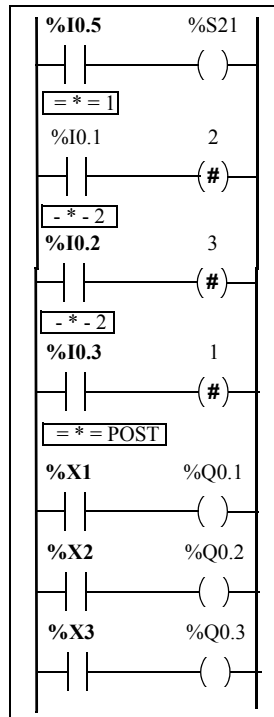 %I0.5 %S21
= * = 1
%I0.1 2
#
- * - 2
%I0.2 3
#
- * - 2
%I0.3 1
#
= * = POST
%X1 %Q0.1
%X2 %Q0.2
%X3 %Q0.3